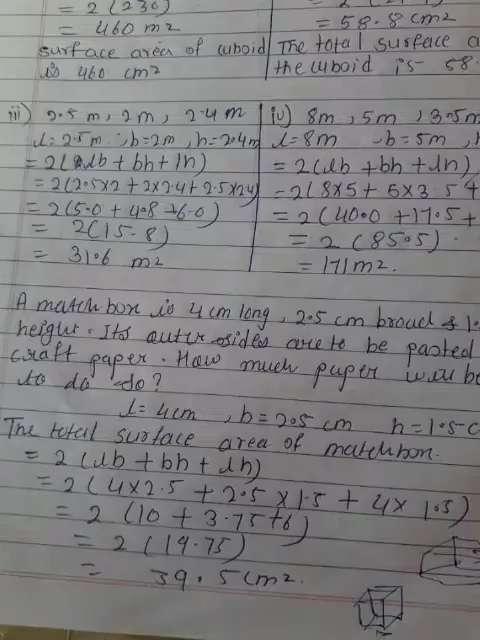 = 2 (230)
= 460 m2
surface area of cuboid
is 460 cm2
= 58.8 cm2
The total surface a
the cuboid is 58.
iii) 2.5 m, 2m, 2.4 m
l = 2.5m, b = 2m, h = 2.4m
= 2(lb + bh + lh)
= 2(2.5×2 + 2×2.4 + 2.5×2.4)
= 2(5.0 + 4.8 + 6.0)
= 2(15.8)
= 31.6 m2
iv) 8m, 5m, 3.5m
l = 8m b = 5m, h
= 2(lb + bh + lh)
= 2(8×5 + 5×3.5+
= 2(40.0 + 17.5 +
= 2 (85.5)
= 171m2.
A matchbox is 4 cm long, 2.5 cm broad & 1.
height. Its outer sides are to be pasted
craft paper. How much paper will be
to do so?
l = 4cm, b = 2.5 cm h = 1.5 c
The total surface area of matchbox.
= 2(lb + bh + lh)
= 2(4×2.5 + 2.5×1.5 + 4×1.5)
= 2 (10 + 3.75 + 6)
= 2 (19.75)
= 39.5 cm2.